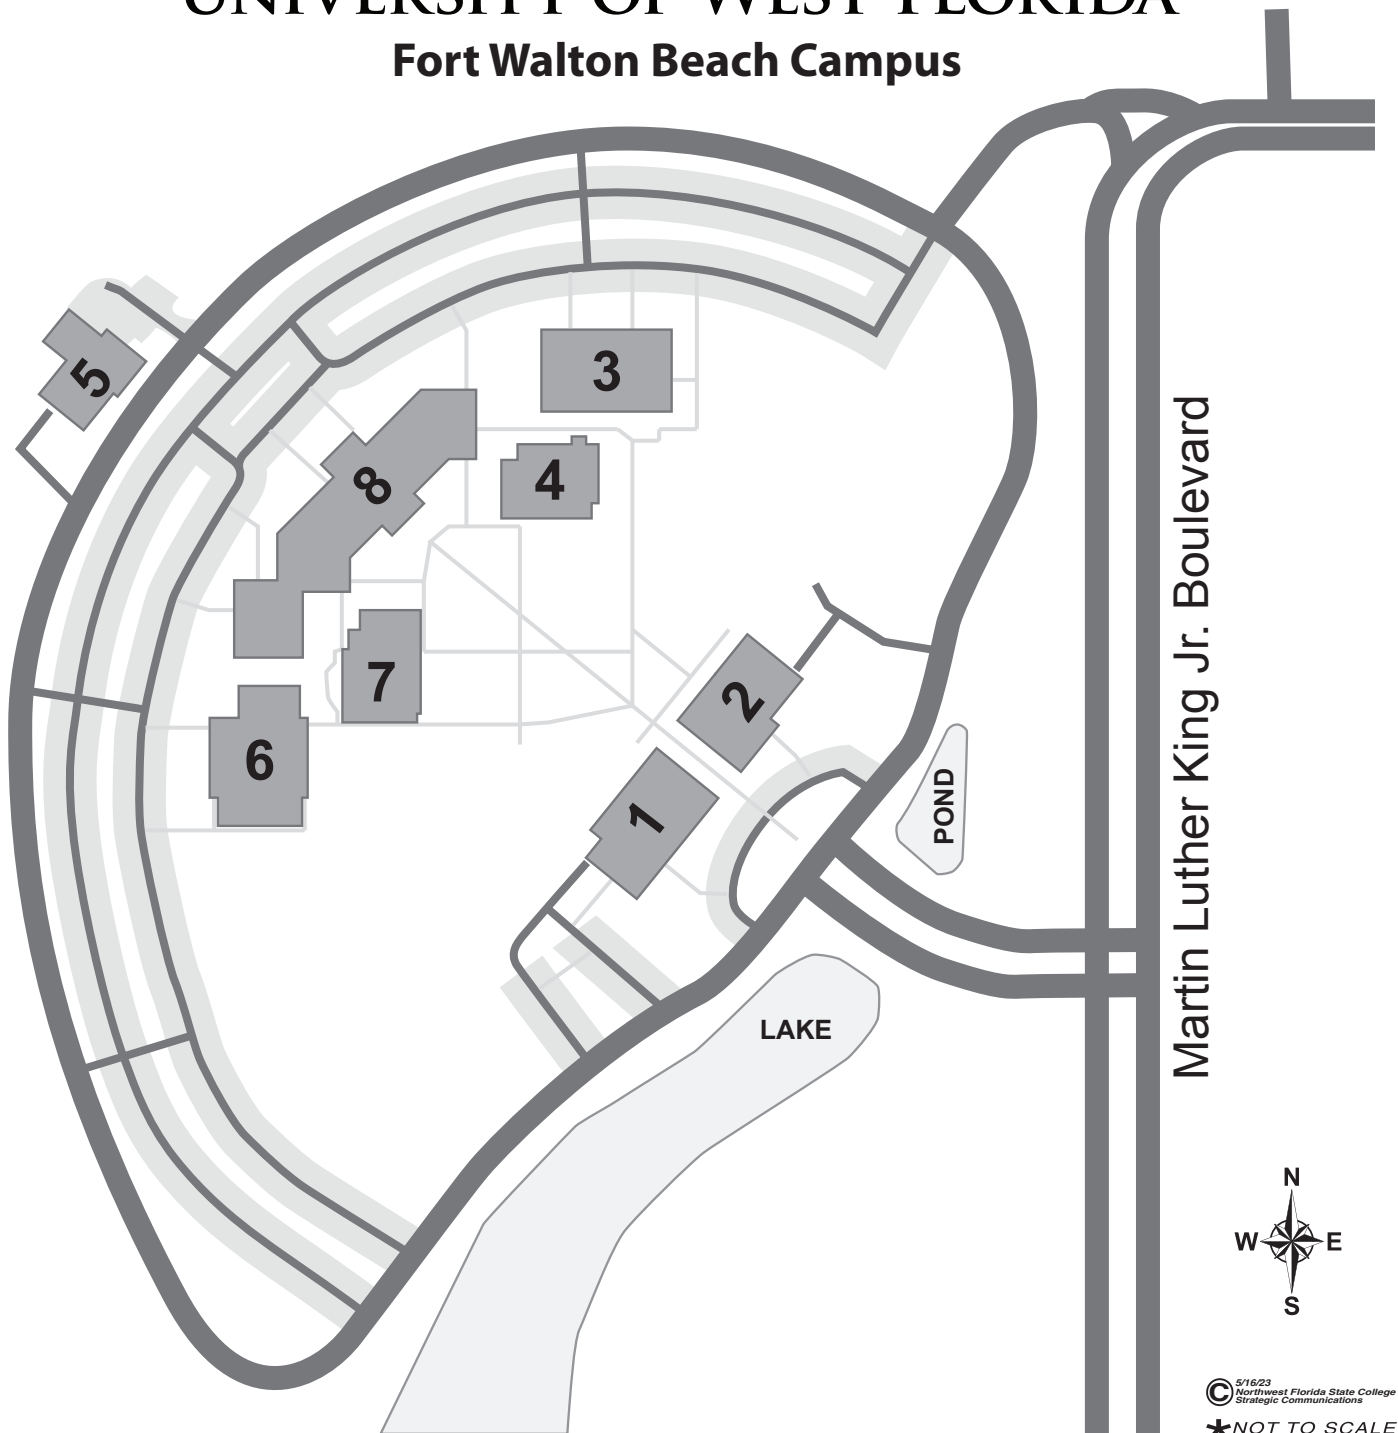 UNIVERSITY OF WEST FLORIDA
Fort Walton Beach Campus
3
5
8
4
7
2
6
1
POND
LAKE
Martin Luther King Jr. Boulevard
N
W E
S
© 5/16/23
Northwest Florida State College
Strategic Communications
*NOT TO SCALE